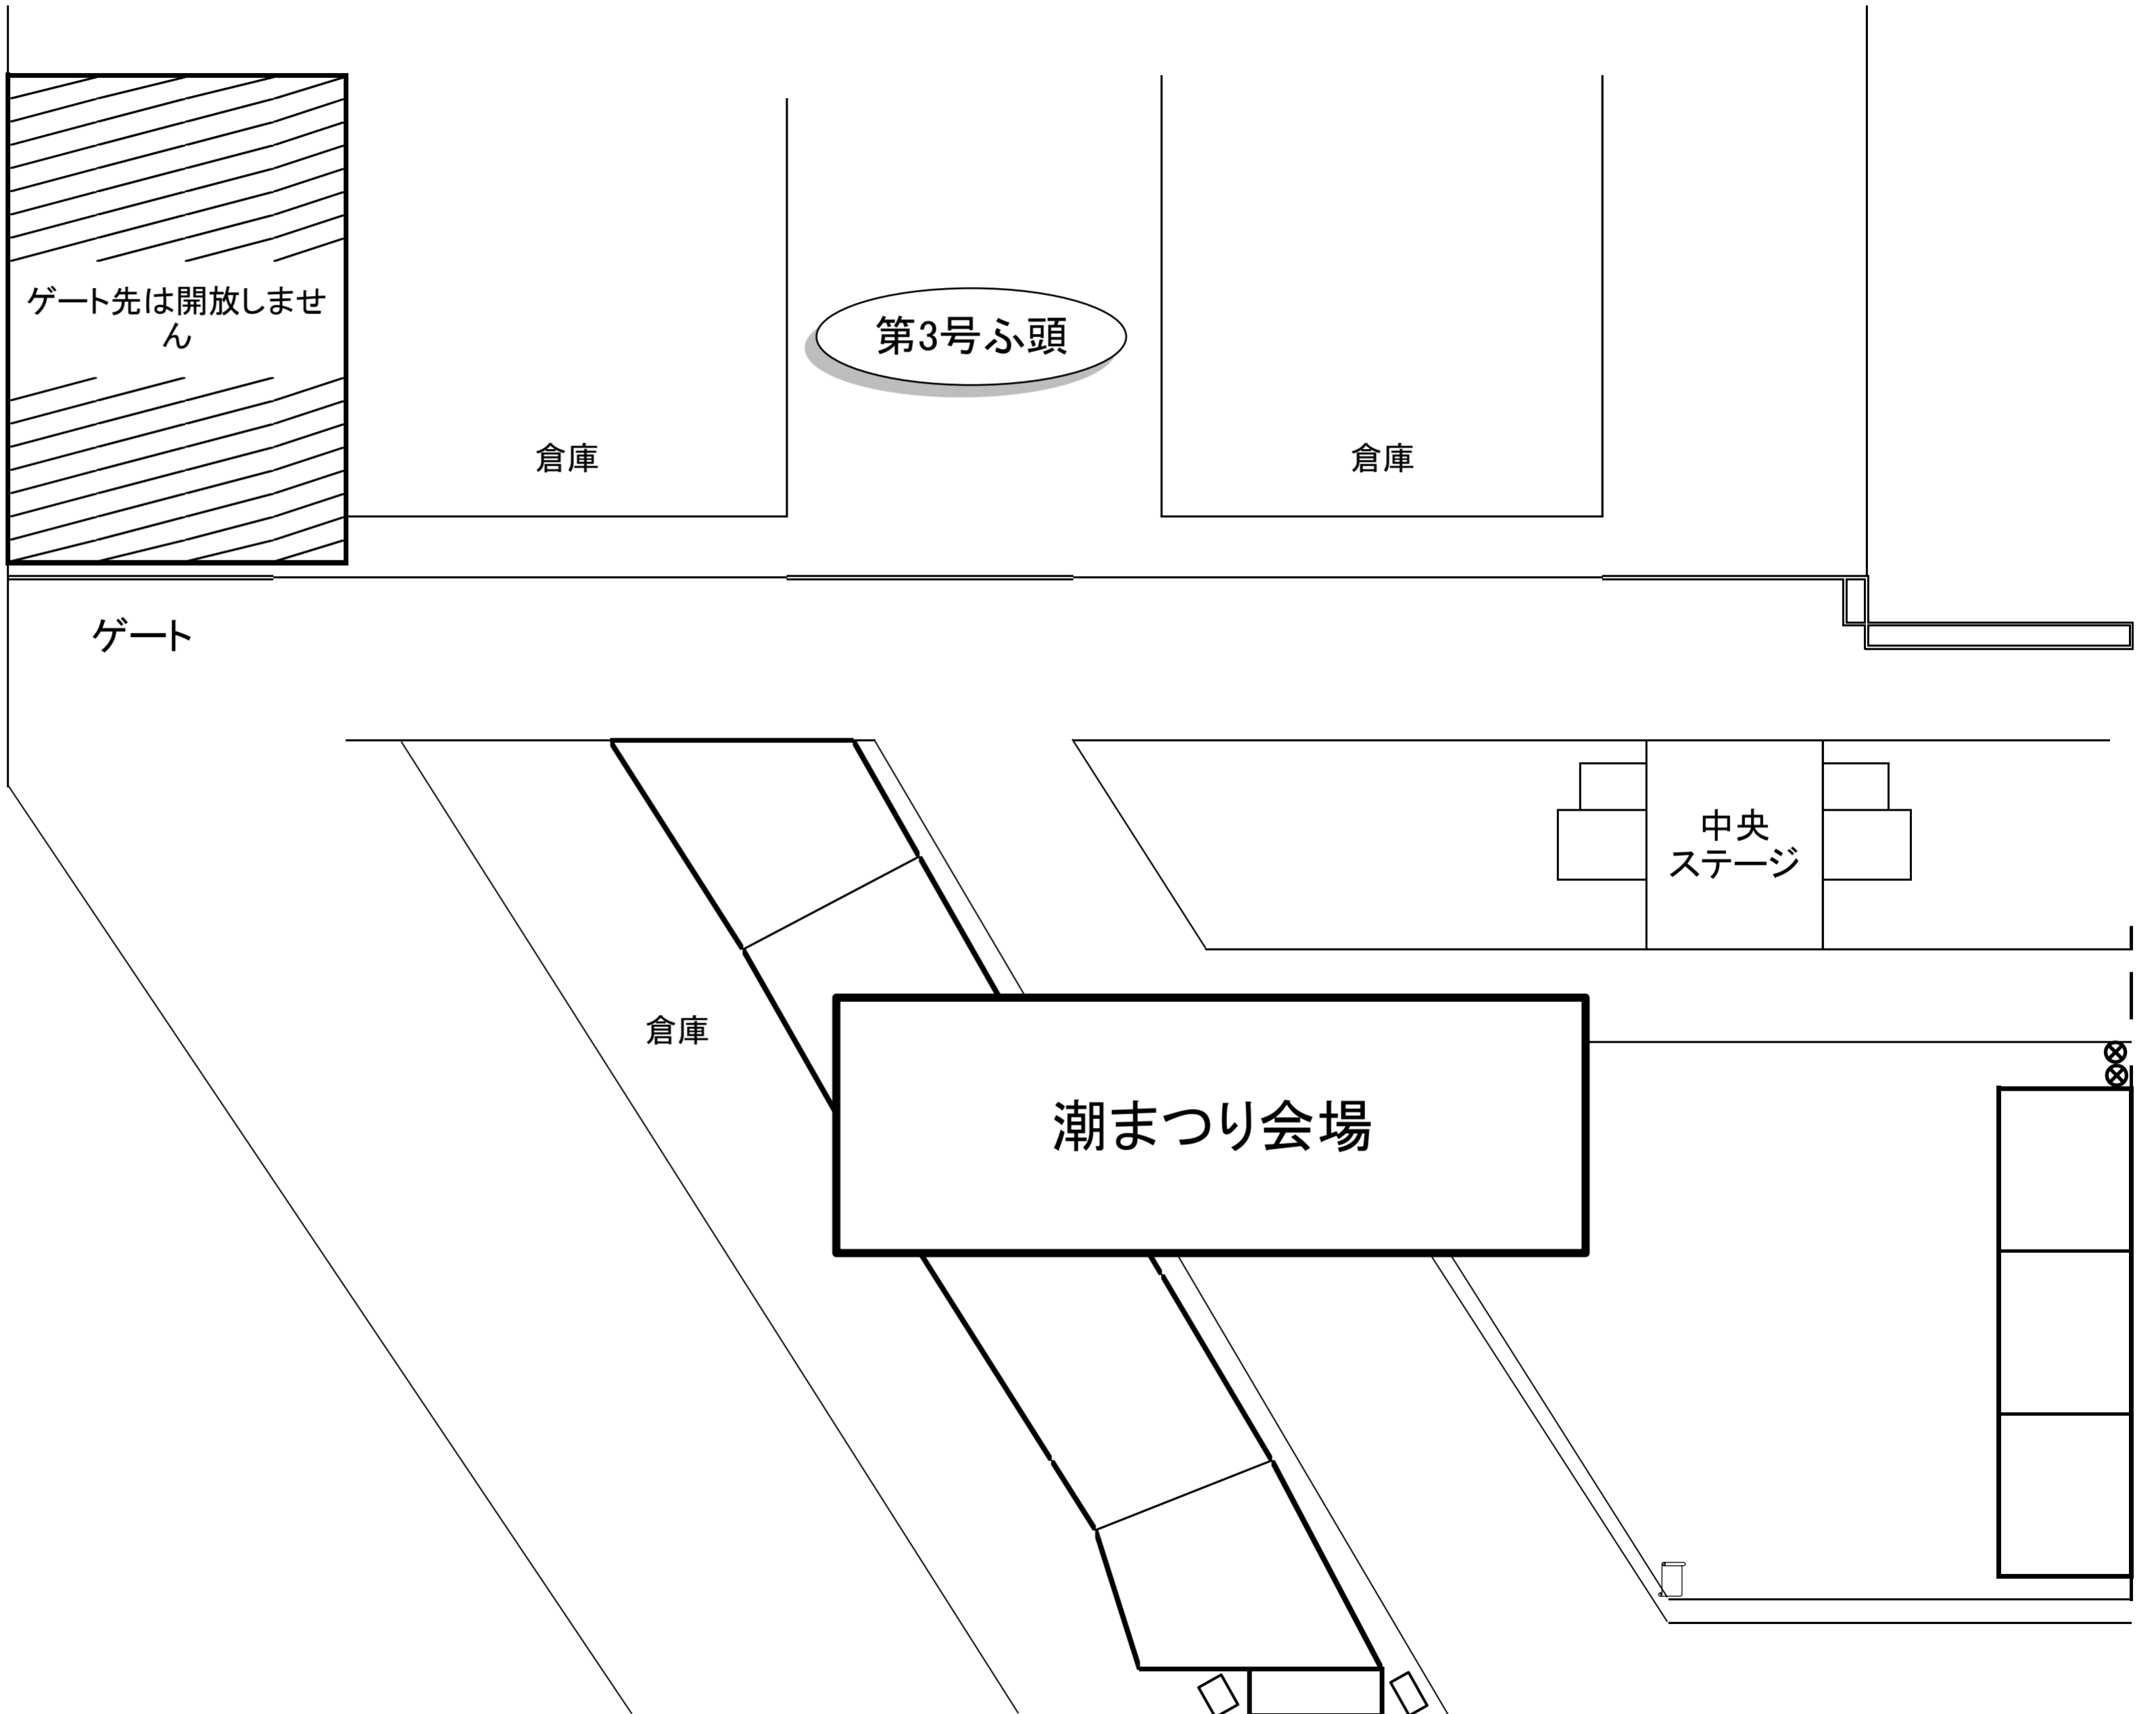 ゲート先は開放しませ
ん
第3号ふ頭
倉庫
倉庫
ゲート
中央
ステージ
倉庫
潮まつり会場